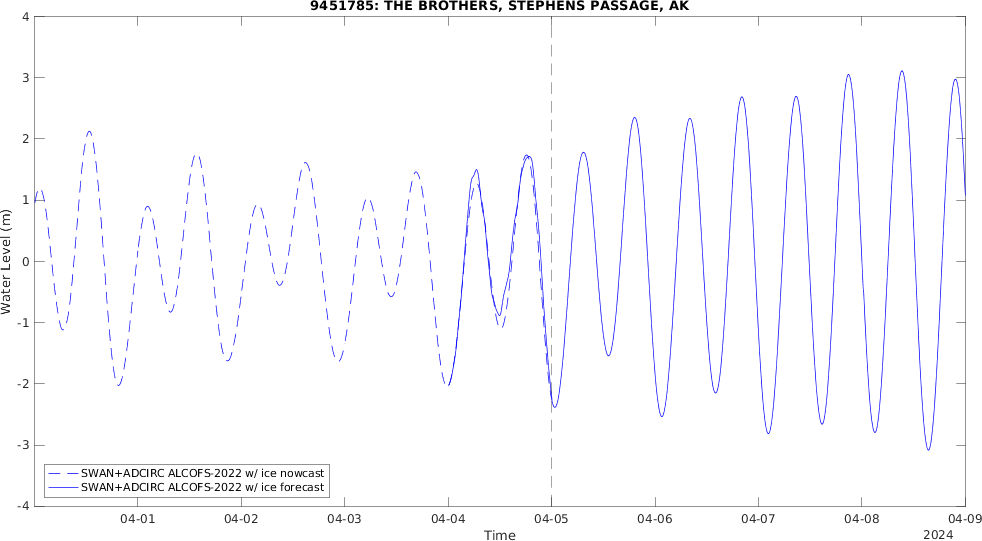 9451785: THE BROTHERS, STEPHENS PASSAGE, AK
4
3
2
1
0
-1
-2
-3
-4
Water Level (m)
SWAN+ADCIRC ALCOFS-2022 w/ ice nowcast
SWAN+ADCIRC ALCOFS-2022 w/ ice forecast
04-01 04-02 04-03 04-04 04-05 04-06 04-07 04-08 04-09
Time
2024